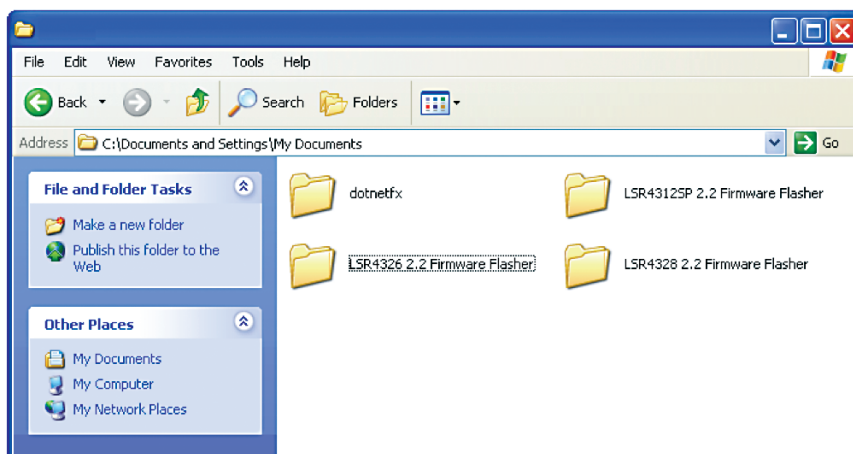 File Edit View Favorites Tools Help
Back Search Folders
Address C:\Documents and Settings\My Documents Go
File and Folder Tasks
Make a new folder
Publish this folder to the
Web
Other Places
My Documents
My Computer
My Network Places
dotnetfx
LSR4312SP 2.2 Firmware Flasher
LSR4326 2.2 Firmware Flasher
LSR4328 2.2 Firmware Flasher